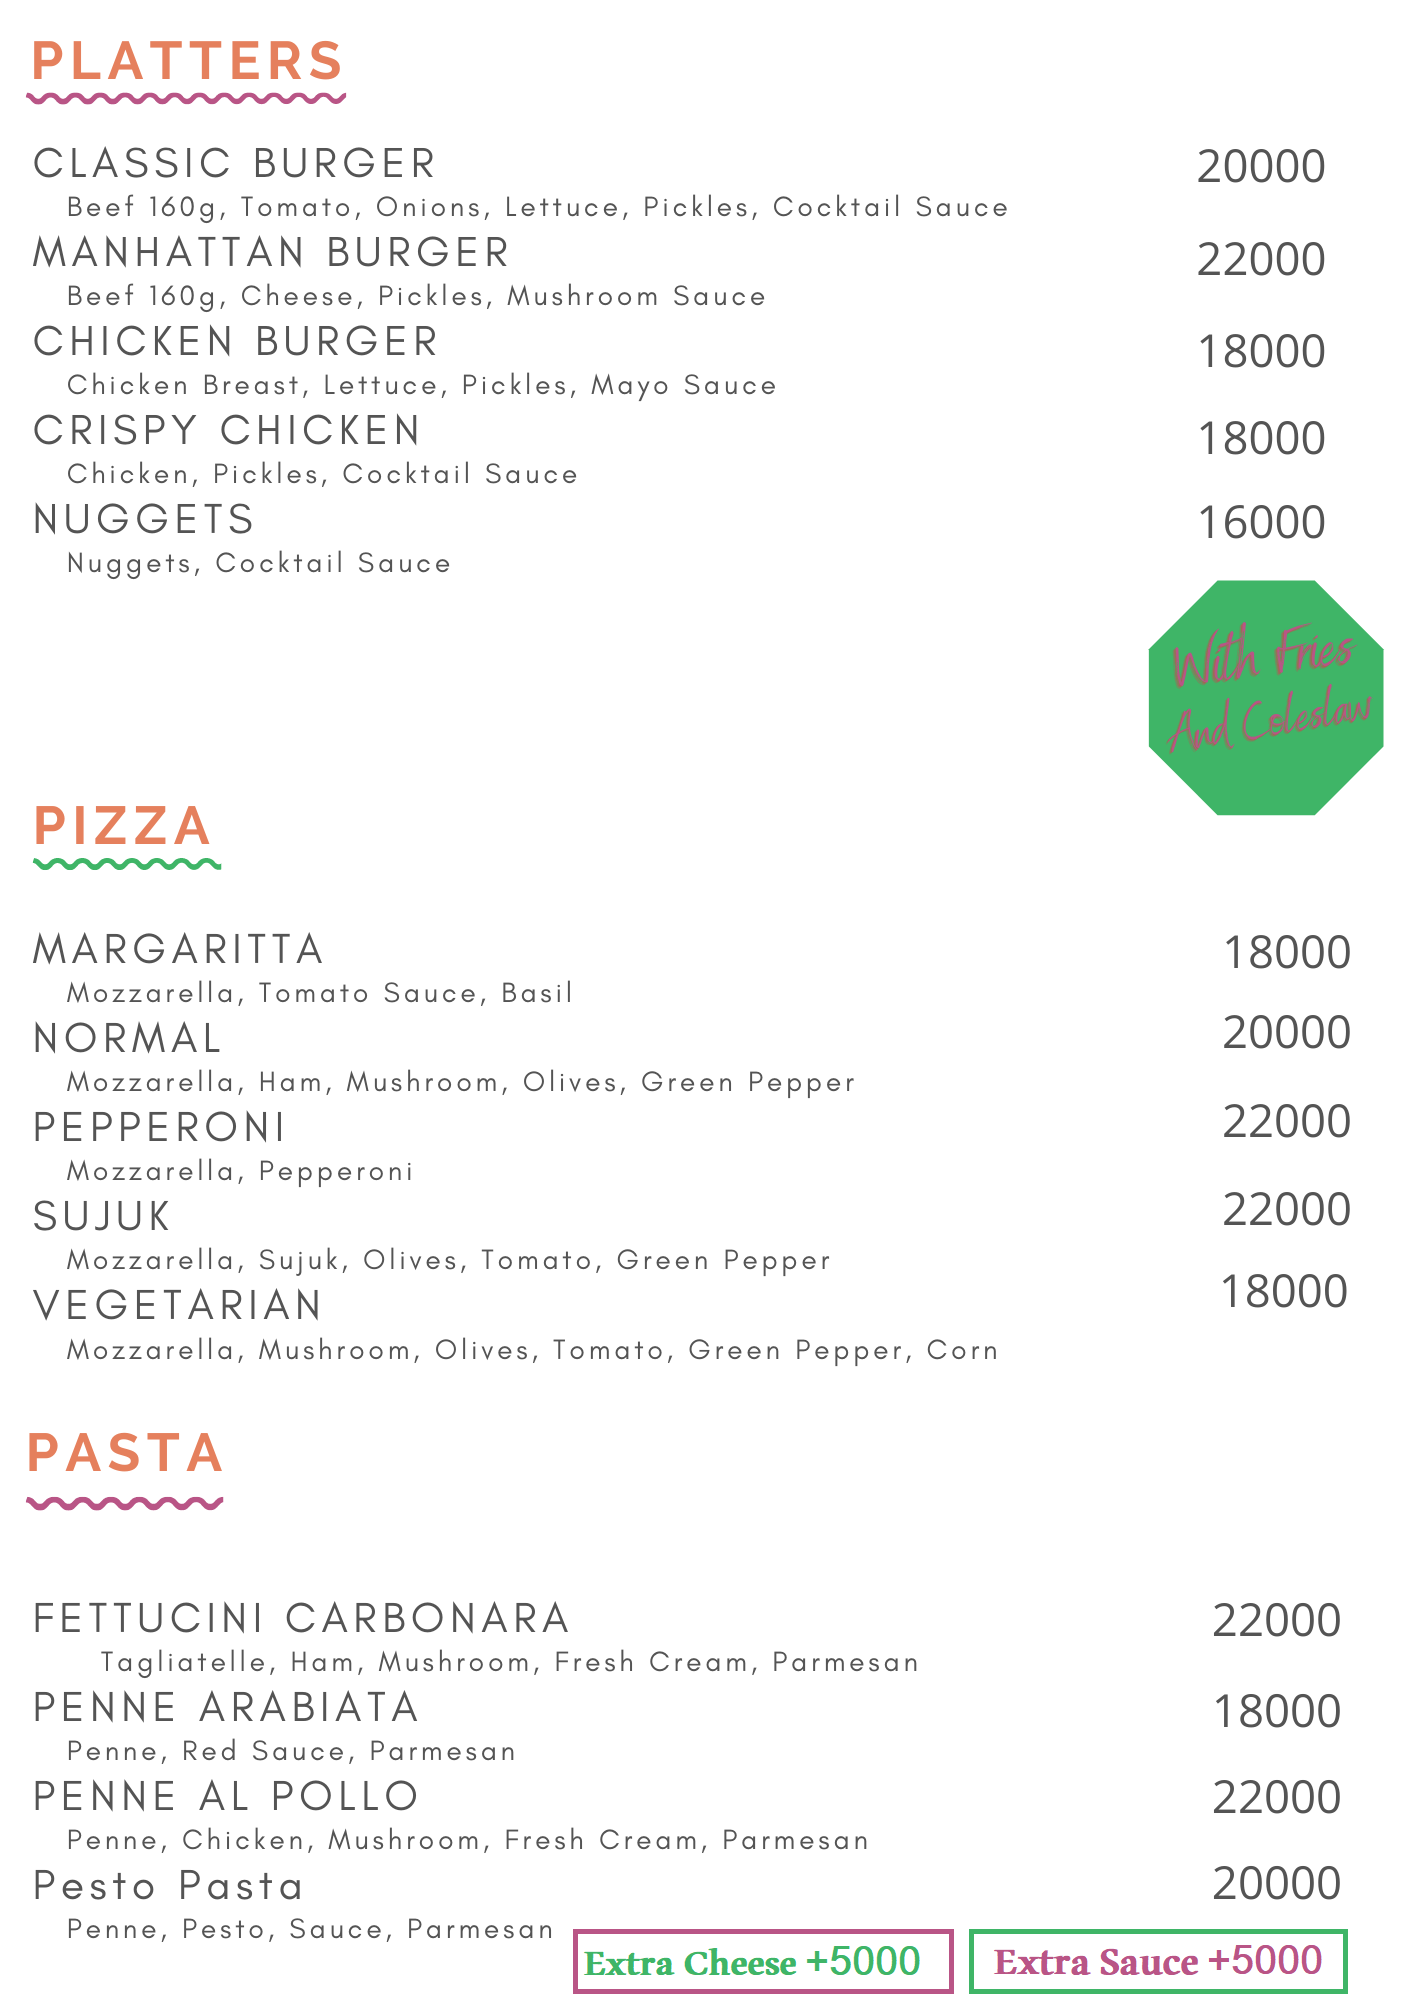 PLATTERS
CLASSIC BURGER 20000
Beef 160g, Tomato, Onions, Lettuce, Pickles, Cocktail Sauce
MANHATTAN BURGER 22000
Beef 160g, Cheese, Pickles, Mushroom Sauce
CHICKEN BURGER 18000
Chicken Breast, Lettuce, Pickles, Mayo Sauce
CRISPY CHICKEN 18000
Chicken, Pickles, Cocktail Sauce
NUGGETS 16000
Nuggets, Cocktail Sauce
With Fries
And Coleslaw
PIZZA
MARGARITTA 18000
Mozzarella, Tomato Sauce, Basil
NORMAL 20000
Mozzarella, Ham, Mushroom, Olives, Green Pepper
PEPPERONI 22000
Mozzarella, Pepperoni
SUJUK 22000
Mozzarella, Sujuk, Olives, Tomato, Green Pepper
VEGETARIAN 18000
Mozzarella, Mushroom, Olives, Tomato, Green Pepper, Corn
PASTA
FETTUCINI CARBONARA 22000
Tagliatelle, Ham, Mushroom, Fresh Cream, Parmesan
PENNE ARABIATA 18000
Penne, Red Sauce, Parmesan
PENNE AL POLLO 22000
Penne, Chicken, Mushroom, Fresh Cream, Parmesan
Pesto Pasta 20000
Penne, Pesto, Sauce, Parmesan
Extra Cheese +5000
Extra Sauce +5000